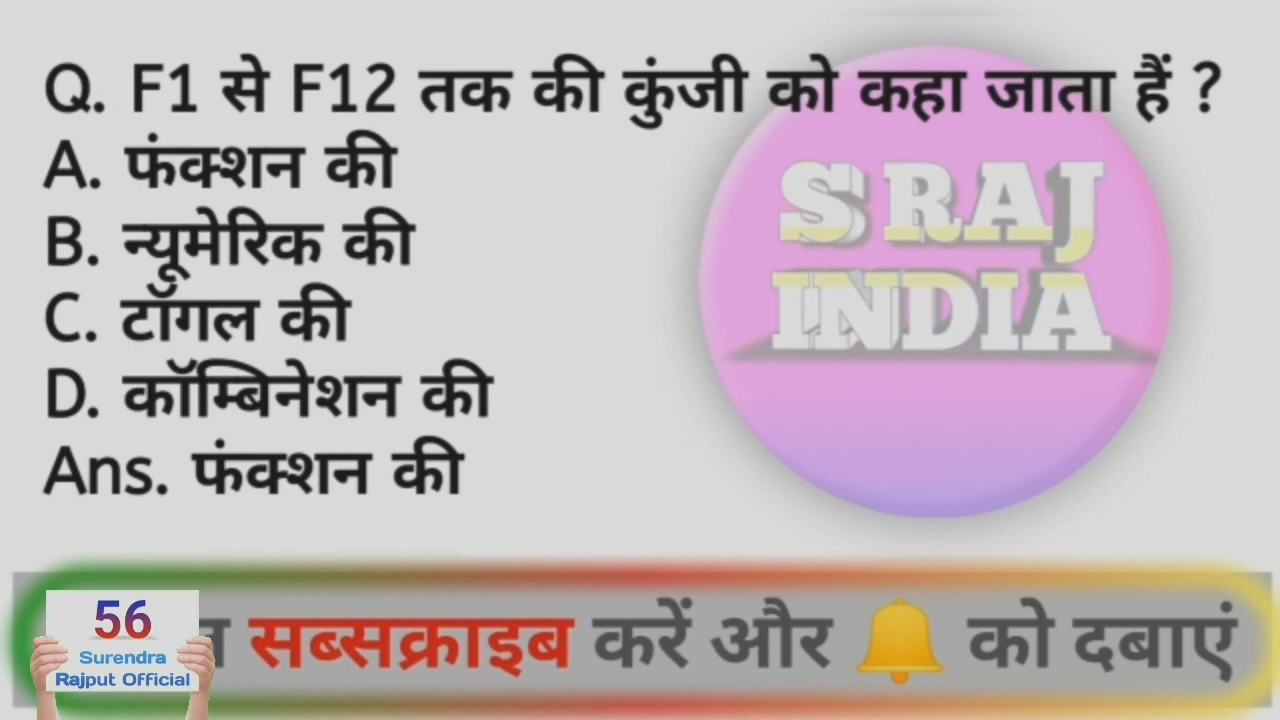 Q. F1 से F12 तक की कुंजी को कहा जाता हैं ?
A. फंक्शन की
B. न्यूमेरिक की
C. टॉगल की
D. कॉम्बिनेशन की
Ans. फंक्शन की
S RAJ
INDIA
सब्सक्राइब करें और 🔔 को दबाएं
56
Surendra
Rajput Official